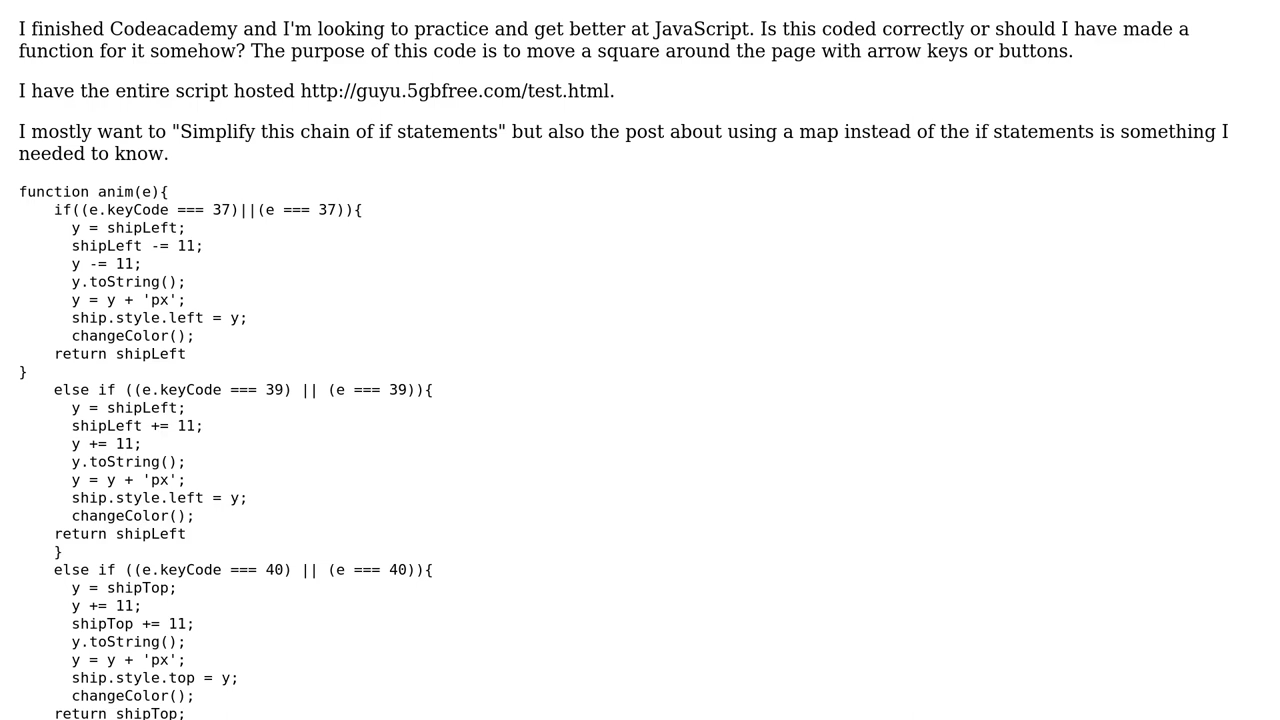 I finished Codeacademy and I'm looking to practice and get better at JavaScript. Is this coded correctly or should I have made a
function for it somehow? The purpose of this code is to move a square around the page with arrow keys or buttons.
I have the entire script hosted http://guyu.5gbfree.com/test.html.
I mostly want to "Simplify this chain of if statements" but also the post about using a map instead of the if statements is something I
needed to know.
function anim(e){
    if((e.keyCode === 37)||(e === 37)){
      y = shipLeft;
      shipLeft -= 11;
      y -= 11;
      y.toString();
      y = y + 'px';
      ship.style.left = y;
      changeColor();
    return shipLeft
}
    else if ((e.keyCode === 39) || (e === 39)){
      y = shipLeft;
      shipLeft += 11;
      y += 11;
      y.toString();
      y = y + 'px';
      ship.style.left = y;
      changeColor();
    return shipLeft
    }
    else if ((e.keyCode === 40) || (e === 40)){
      y = shipTop;
      y += 11;
      shipTop += 11;
      y.toString();
      y = y + 'px';
      ship.style.top = y;
      changeColor();
    return shipTop;